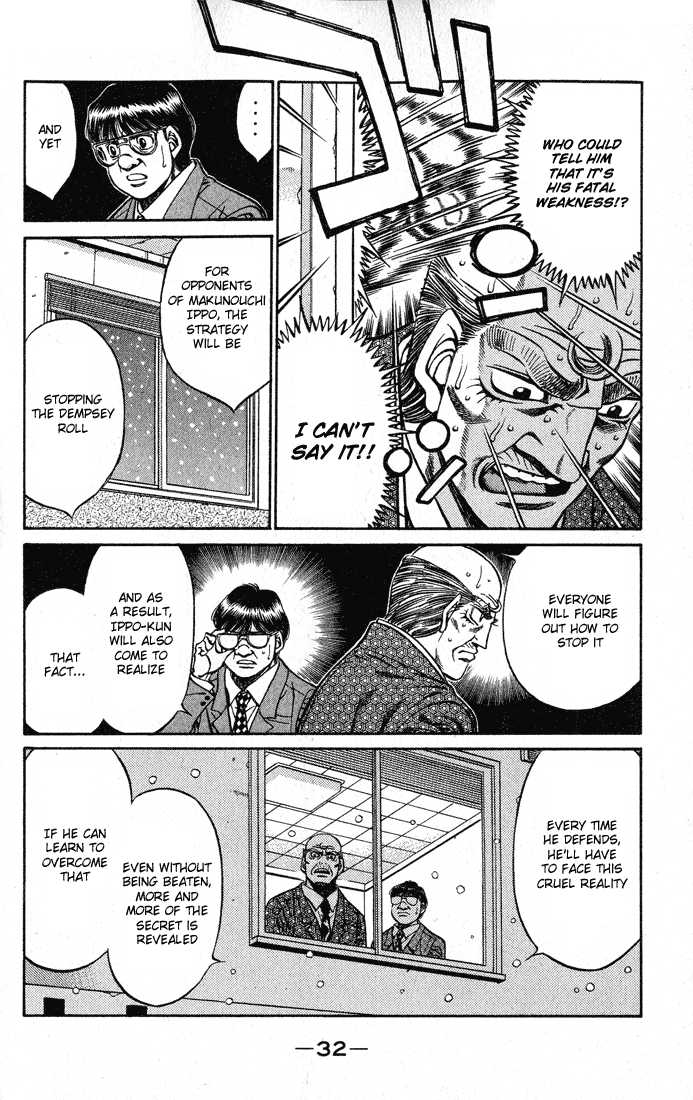 WHO COULD
TELL HIM
THAT IT'S
HIS FATAL
WEAKNESS!?
I CAN'T
SAY IT!!
...
AND
YET
FOR
OPPONENTS
OF MAKUNOUCHI
IPPO, THE
STRATEGY
WILL BE
STOPPING
THE DEMPSEY
ROLL
EVERYONE
WILL FIGURE
OUT HOW TO
STOP IT
AND AS
A RESULT,
IPPO-KUN
WILL ALSO
COME TO
REALIZE
THAT
FACT...
EVERY TIME
HE DEFENDS,
HE'LL HAVE
TO FACE THIS
CRUEL REALITY
EVEN WITHOUT
BEING BEATEN,
MORE AND
MORE OF THE
SECRET IS
REVEALED
IF HE CAN
LEARN TO
OVERCOME
THAT
—32—